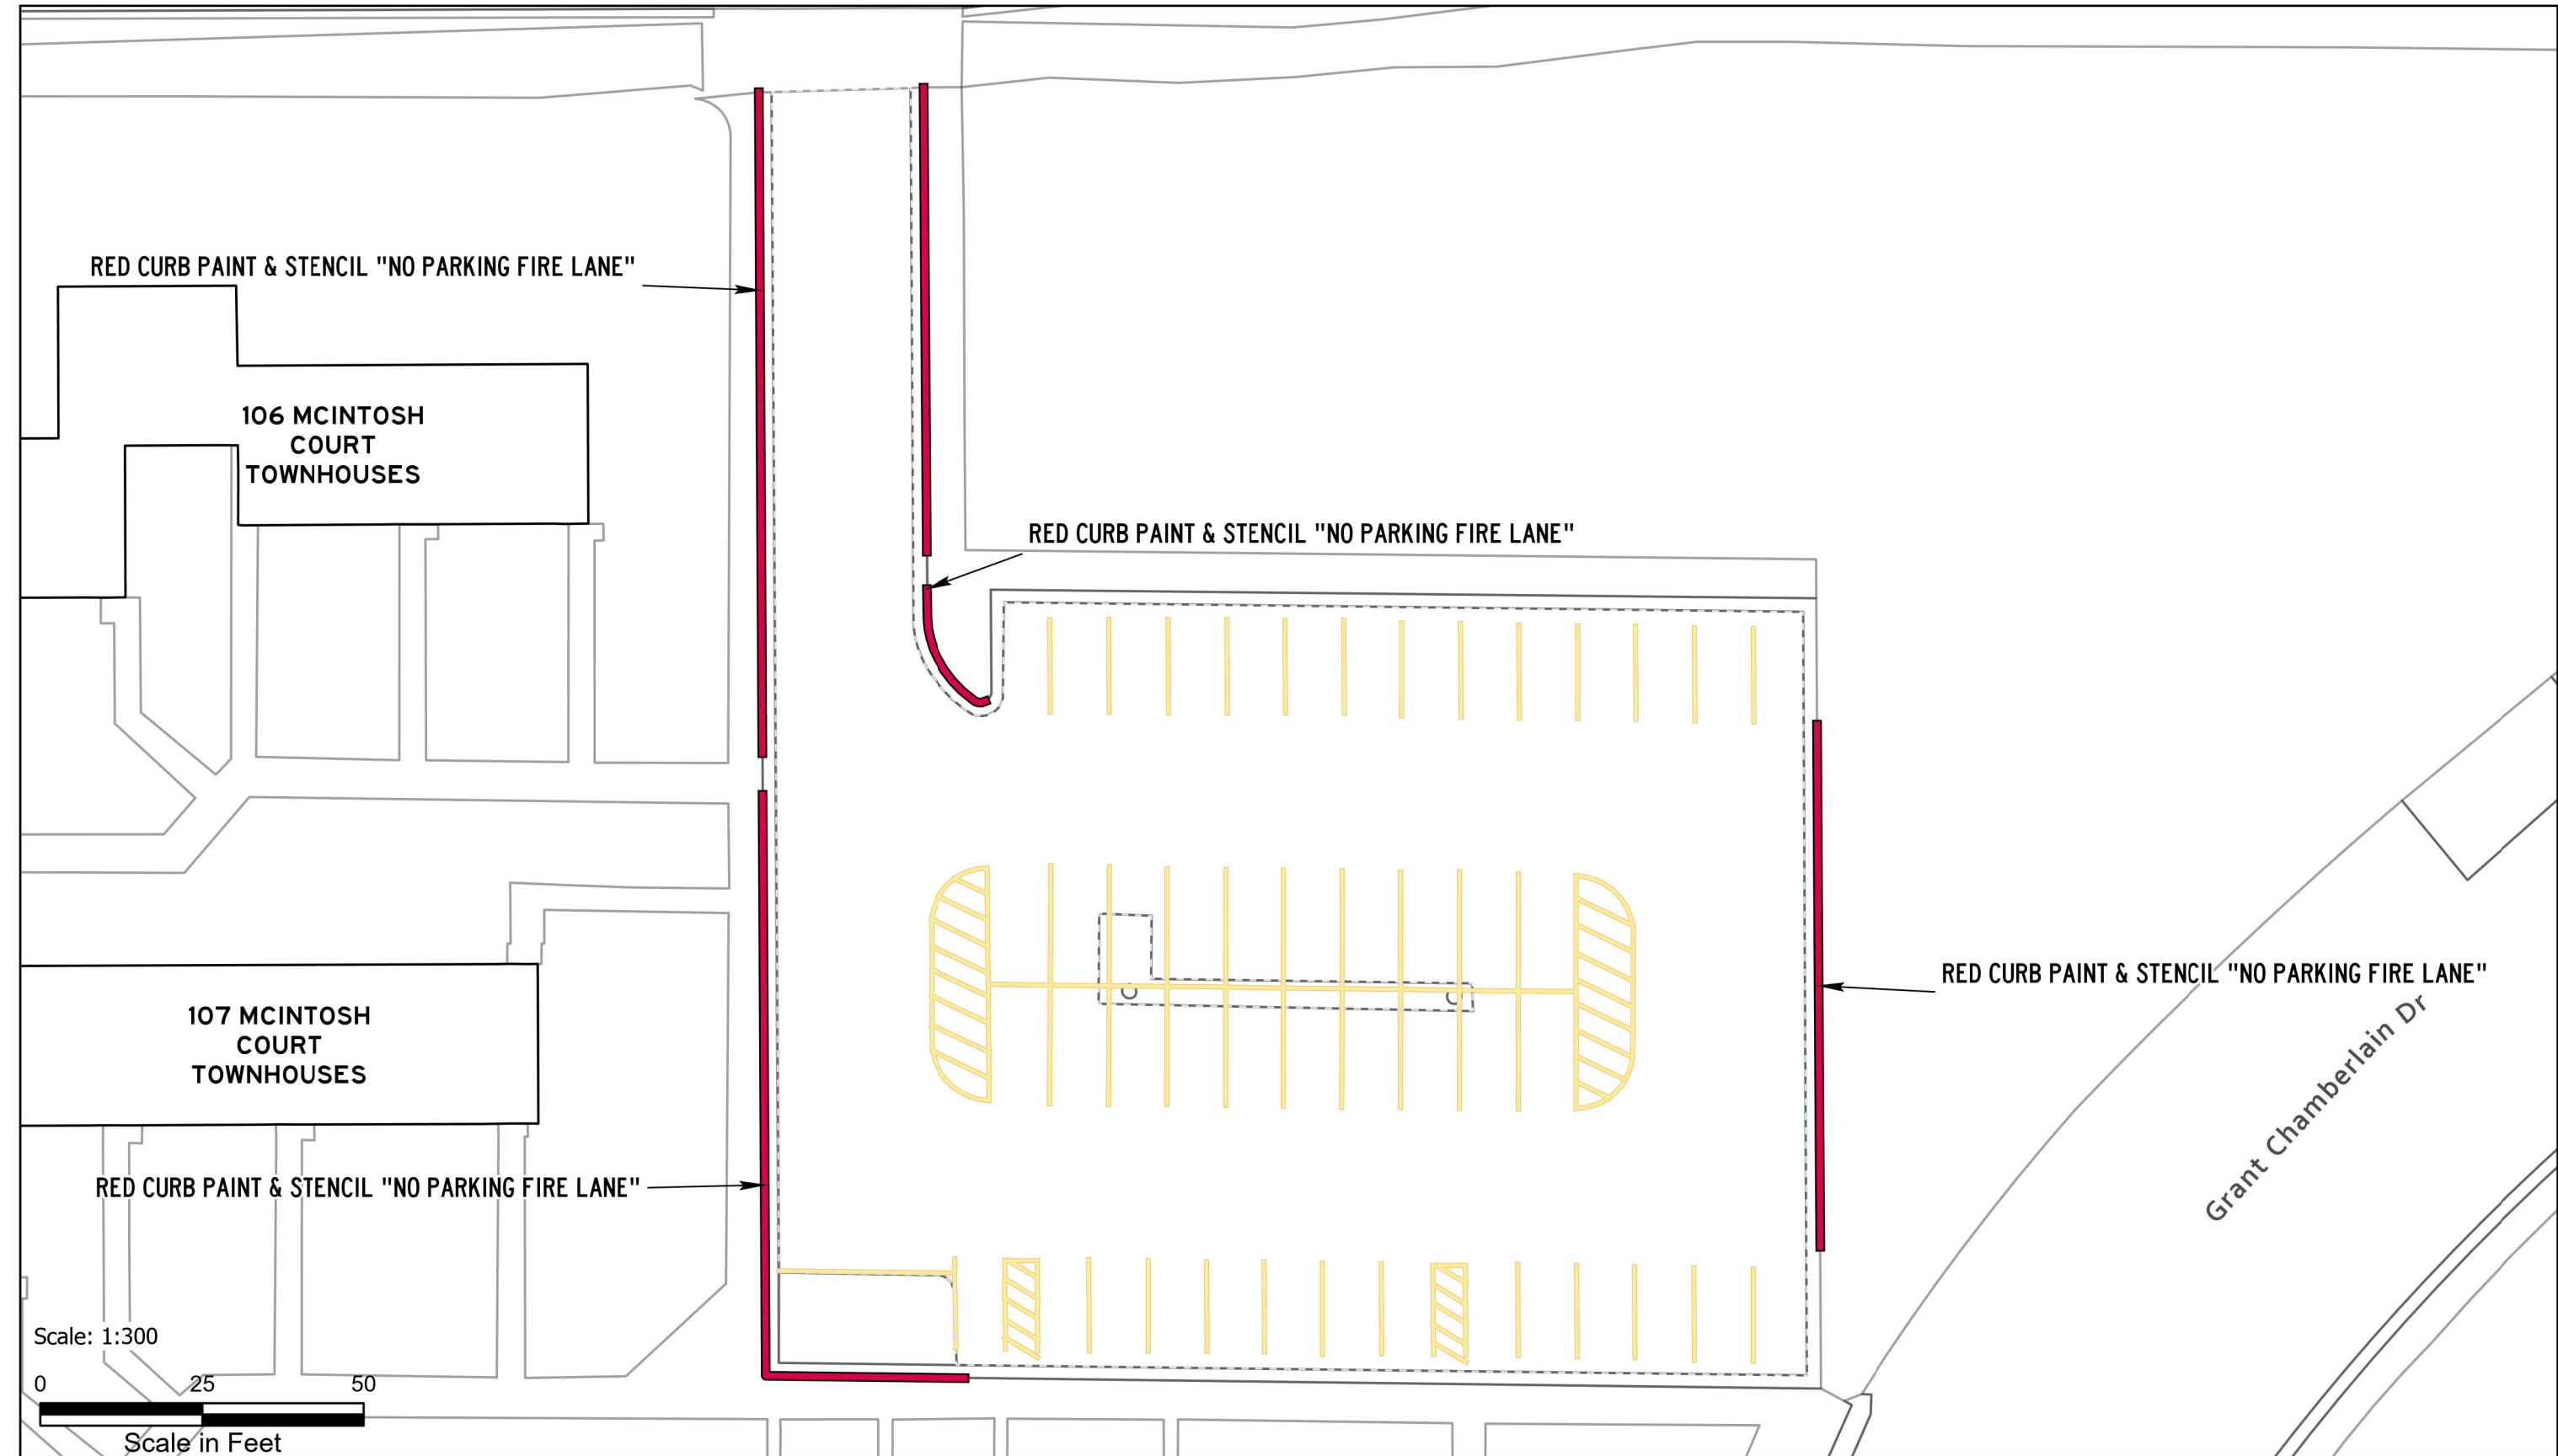 RED CURB PAINT & STENCIL "NO PARKING FIRE LANE"
106 MCINTOSH
COURT
TOWNHOUSES
RED CURB PAINT & STENCIL "NO PARKING FIRE LANE"
RED CURB PAINT & STENCIL "NO PARKING FIRE LANE"
107 MCINTOSH
COURT
TOWNHOUSES
Grant Chamberlain Dr
RED CURB PAINT & STENCIL "NO PARKING FIRE LANE"
Scale: 1:300
0 25 50
Scale in Feet